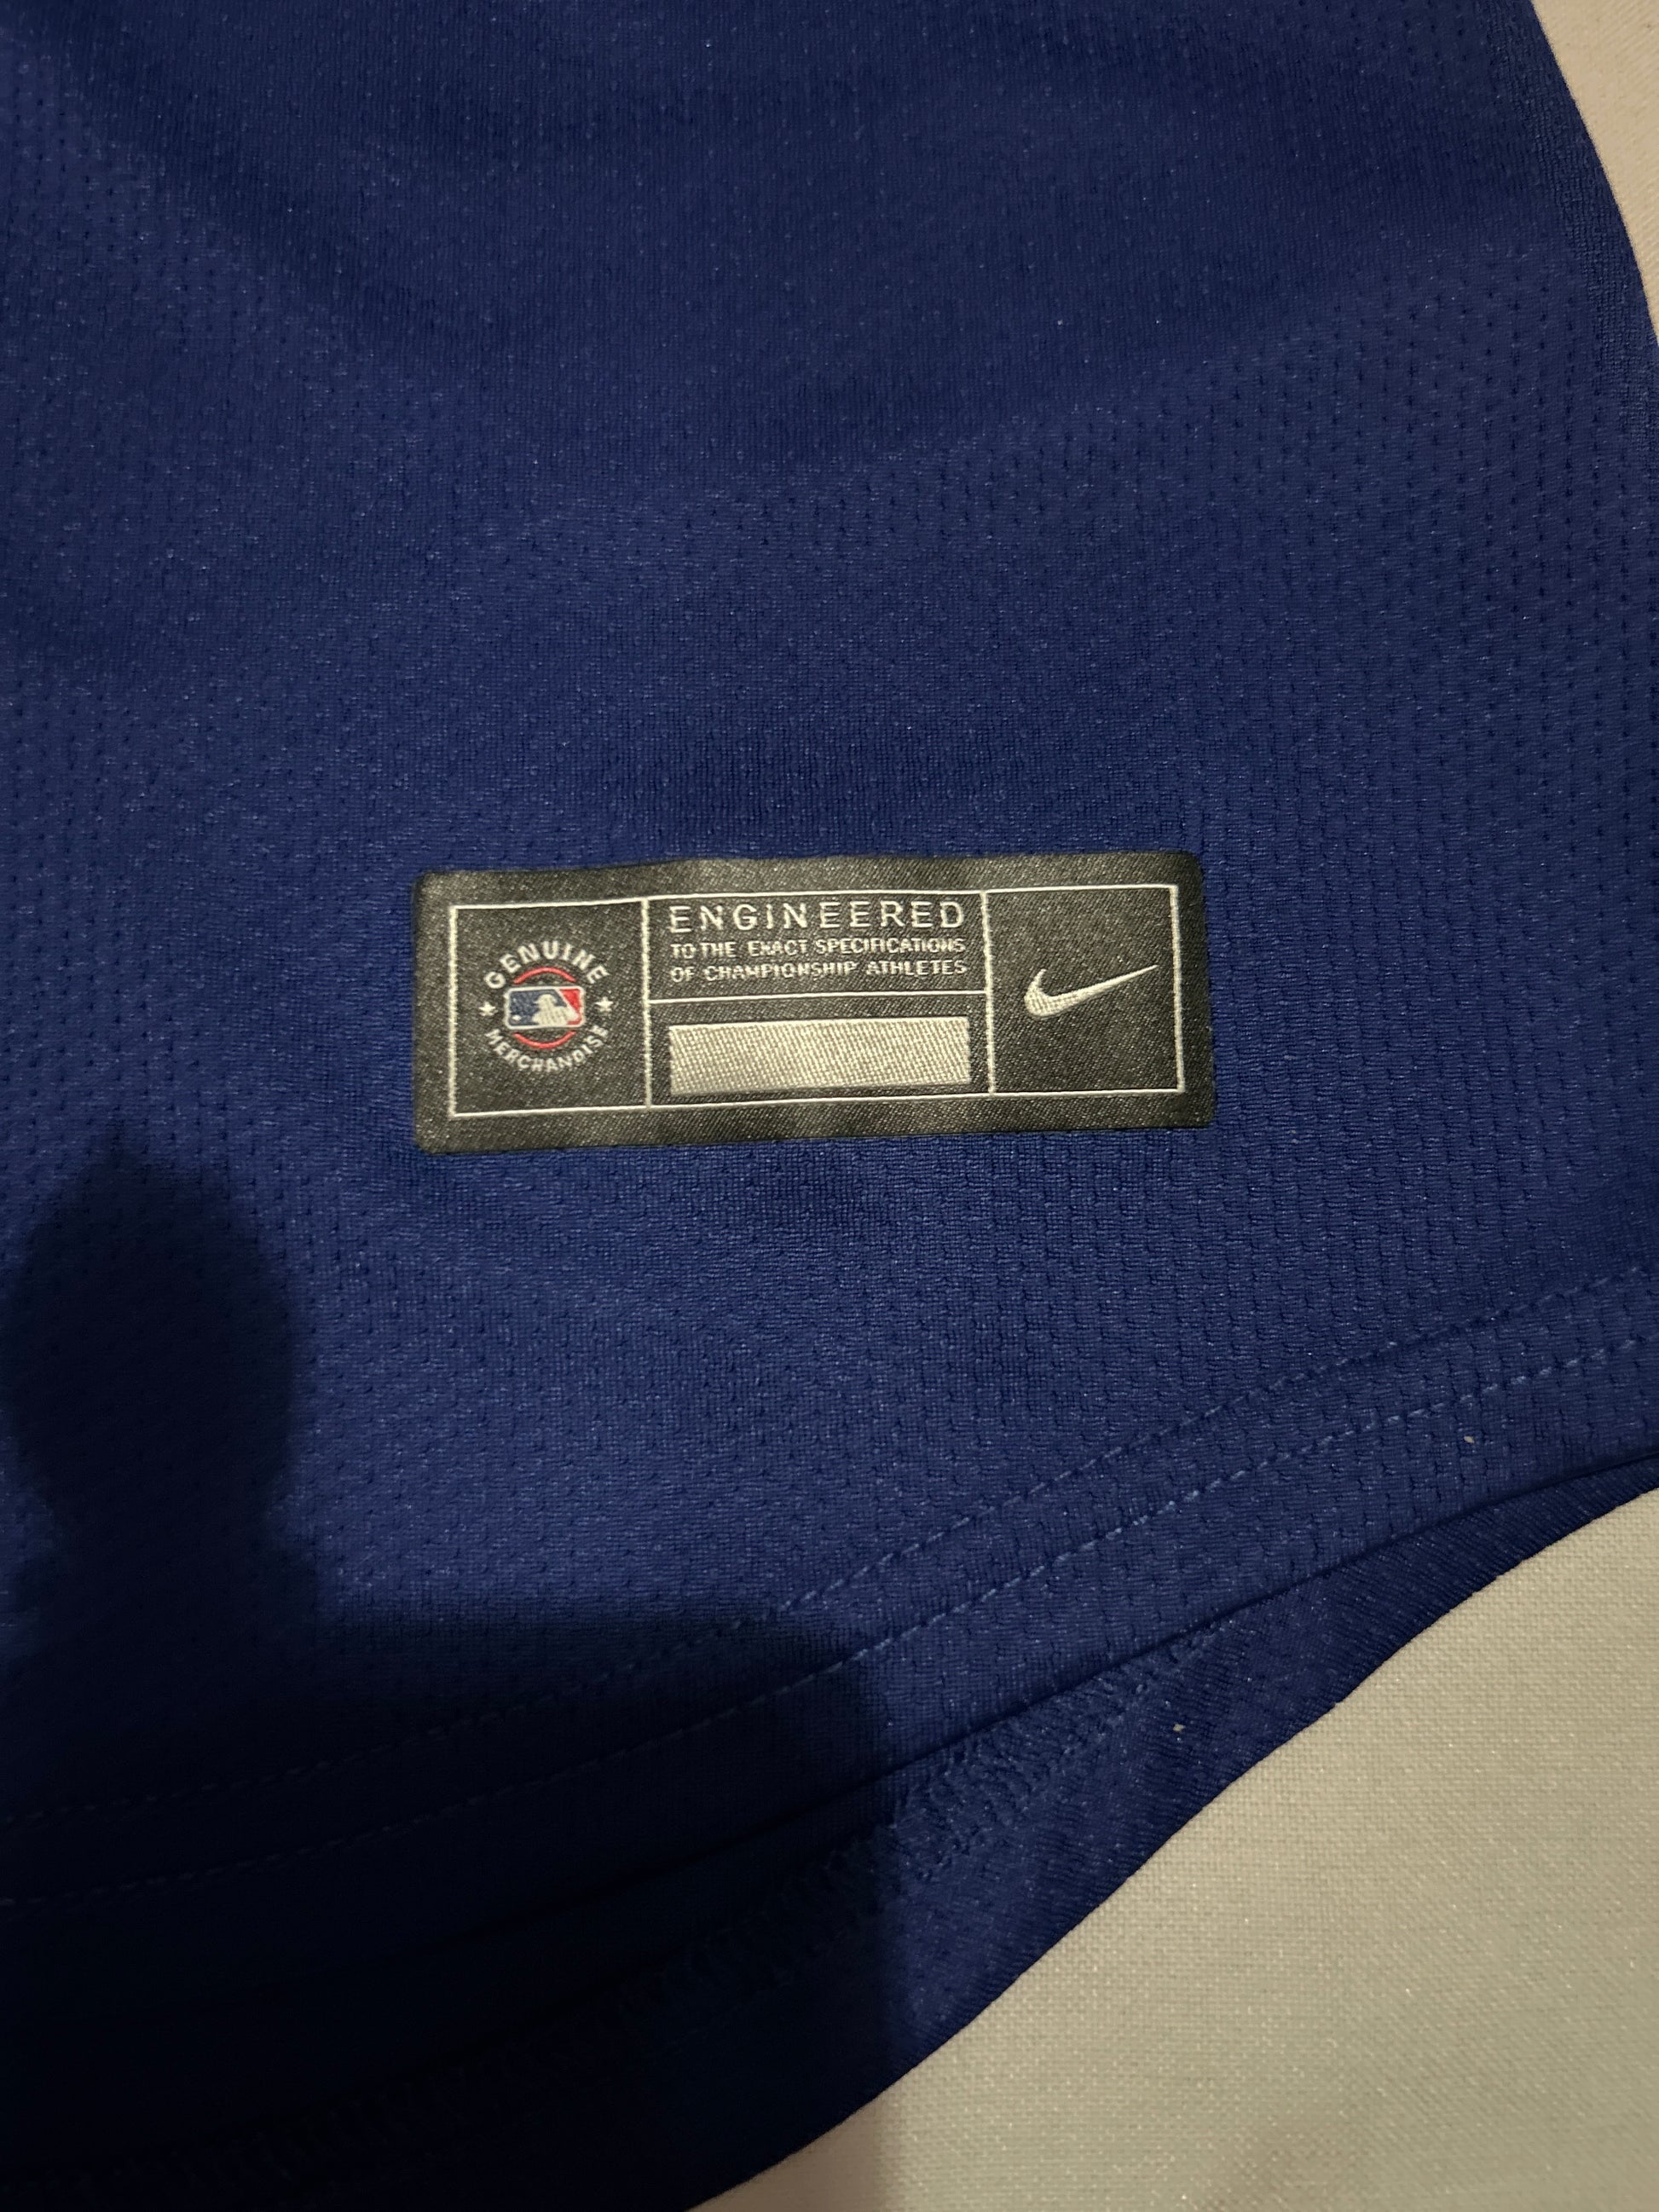 GENUINE
MERCHANDISE
ENGINEERED
TO THE EXACT SPECIFICATIONS
OF CHAMPIONSHIP ATHLETES